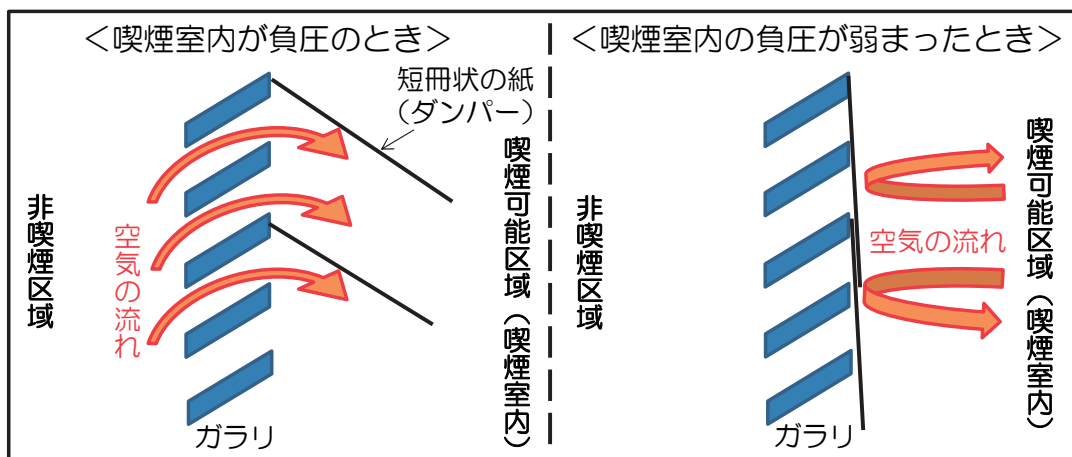 ＜喫煙室内が負圧のとき＞
短冊状の紙
（ダンパー）
非喫煙区域
空気の流れ
喫煙可能区域（喫煙室内）
ガラリ
＜喫煙室内の負圧が弱まったとき＞
非喫煙区域
空気の流れ
喫煙可能区域（喫煙室内）
ガラリ